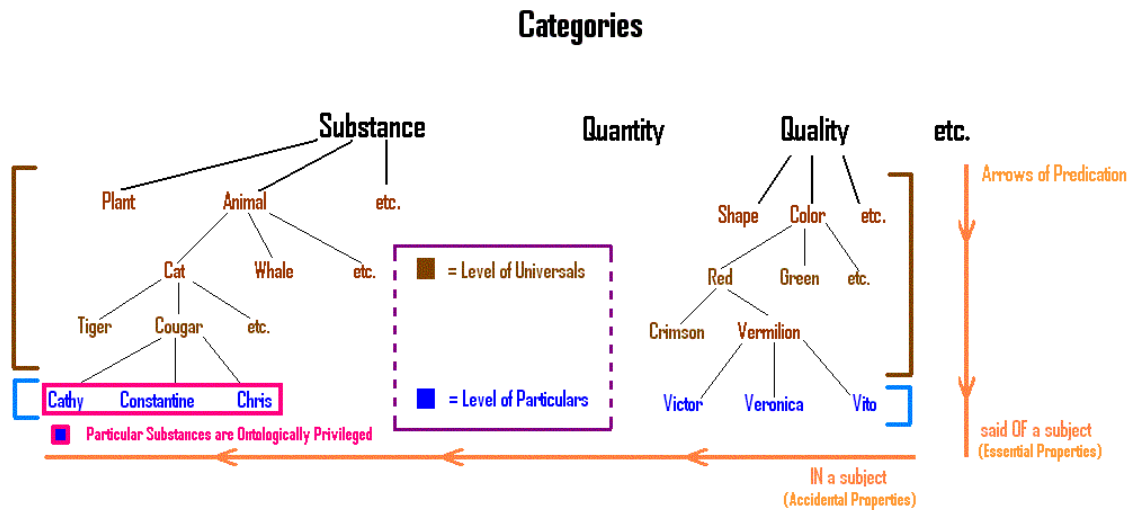 Categories
Substance Quantity Quality etc.
Arrows of Predication
Plant Animal etc.
Shape Color etc.
Cat Whale etc.
= Level of Universals
Red Green etc.
Tiger Cougar etc.
Crimson Vermilion
Cathy Constantine Chris
= Level of Particulars
Victor Veronica Vito
Particular Substances are Ontologically Privileged
said OF a subject
(Essential Properties)
IN a subject
(Accidental Properties)